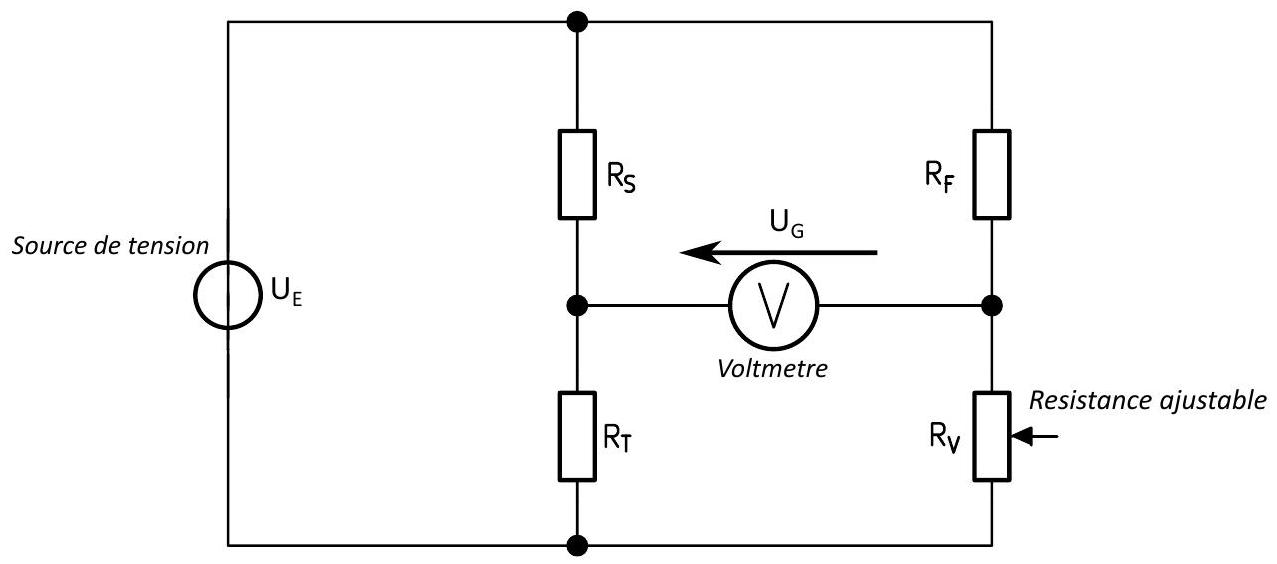 R_S
R_F
U_G
Source de tension
U_E
V
Voltmetre
Resistance ajustable
R_T
R_V